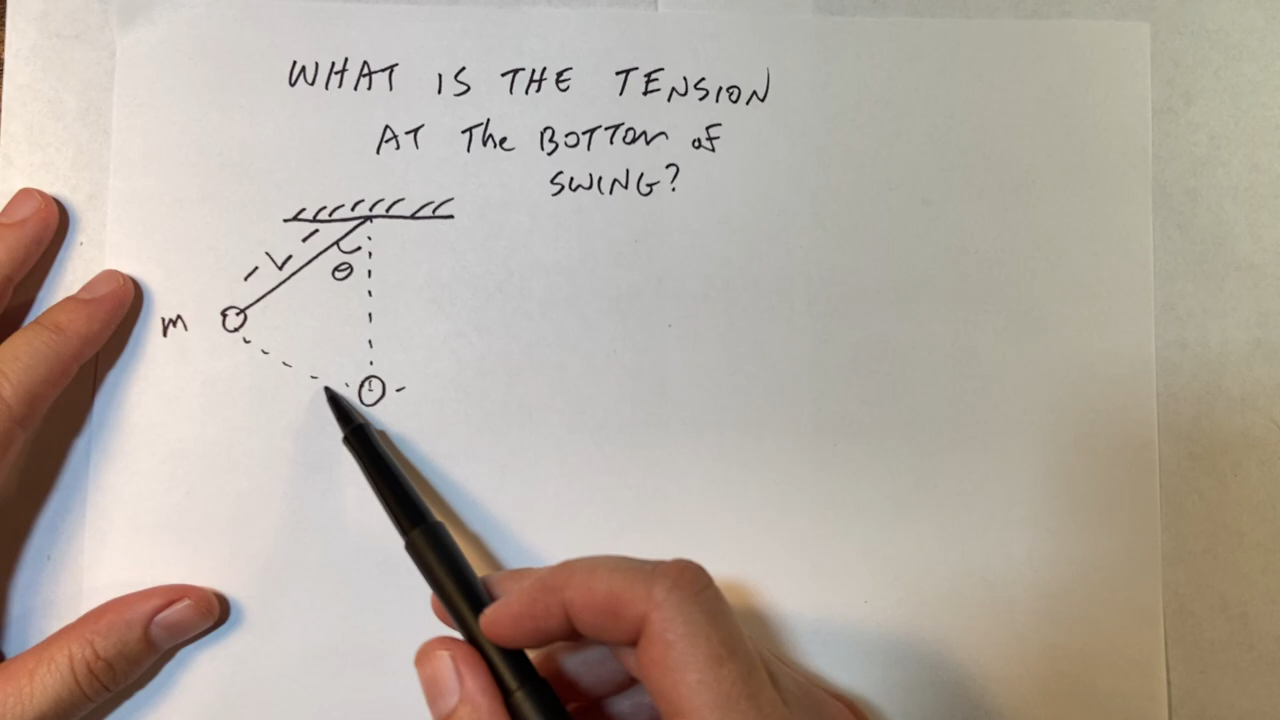 WHAT IS THE TENSION
AT The BOTTOM of
SWING?
L
θ
m